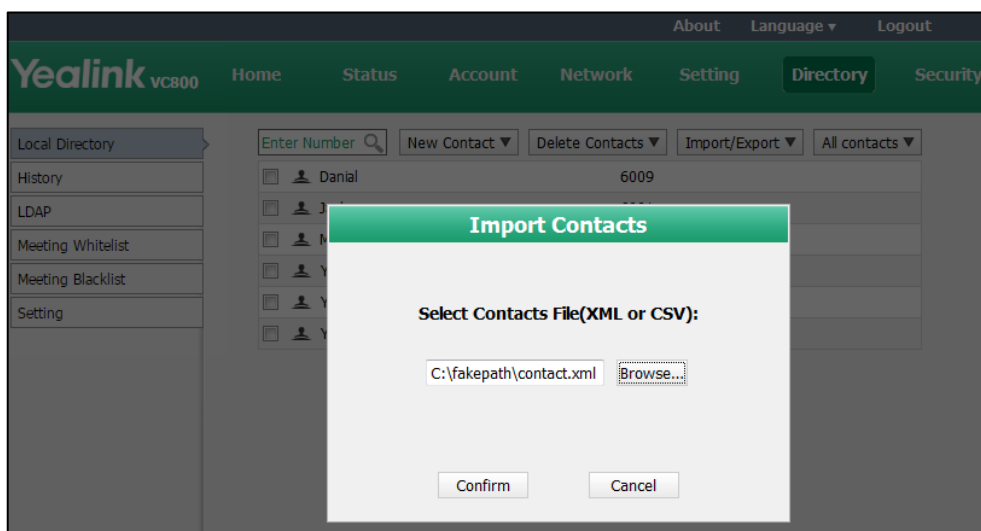 About Language ▾ Logout
Yealink VC800 Home Status Account Network Setting Directory Security
Local Directory
Enter Number New Contact ▼ Delete Contacts ▼ Import/Export ▼ All contacts ▼
History
Danial 6009
LDAP
Meeting Whitelist
Meeting Blacklist
Setting
Import Contacts
Select Contacts File(XML or CSV):
C:\fakepath\contact.xml Browse...
Confirm Cancel